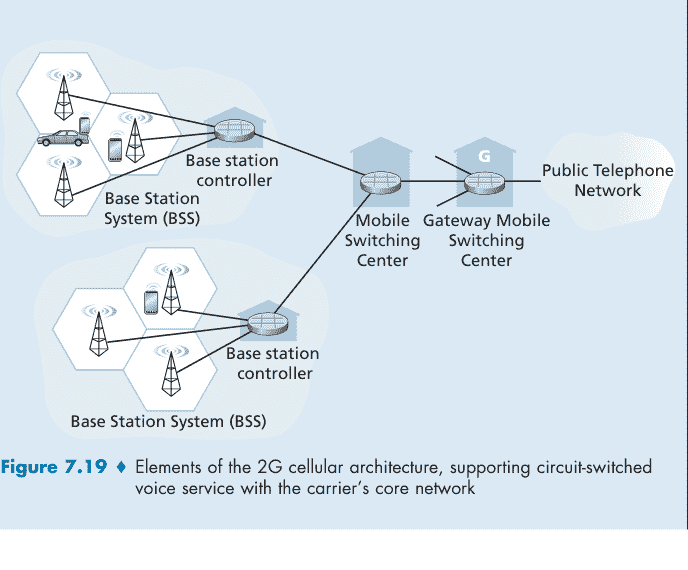 Base station
controller
Base Station
System (BSS)
G
Public Telephone
Network
Mobile
Switching
Center
Gateway Mobile
Switching
Center
Base station
controller
Base Station System (BSS)
Figure 7.19 ♦ Elements of the 2G cellular architecture, supporting circuit-switched
voice service with the carrier’s core network